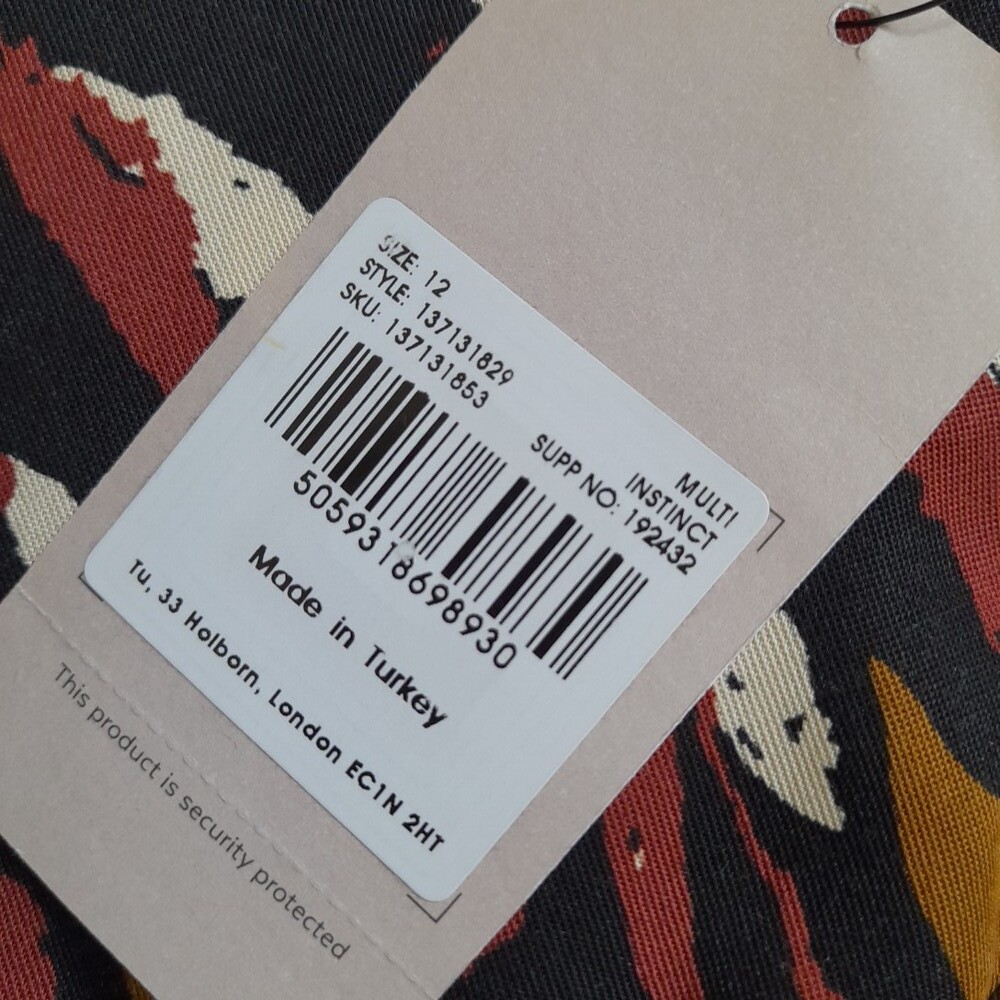 SIZE: 12
STYLE: 137131829
SKU: 137131853
MULTI
INSTINCT
SUPP NO: 192432
5059318698930
Made in Turkey
Tu, 33 Holborn, London EC1N 2HT
This product is security protected